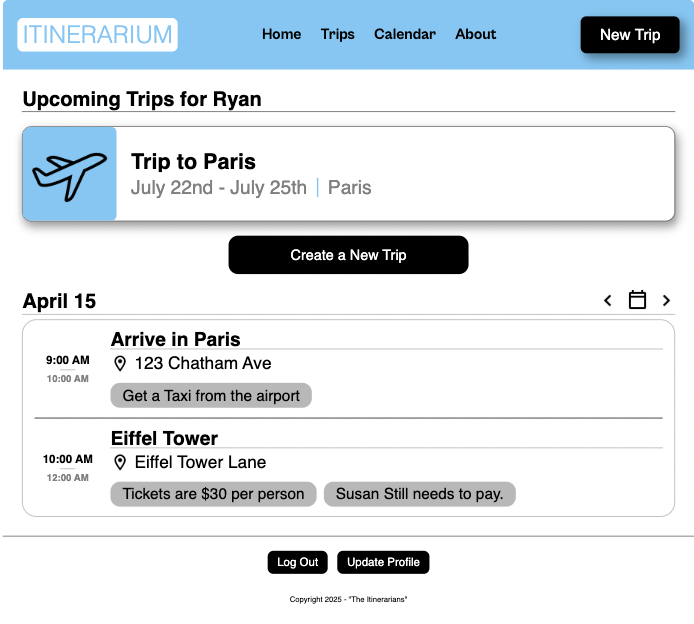 ITINERARIUM
Home Trips Calendar About
New Trip
Upcoming Trips for Ryan
Trip to Paris
July 22nd - July 25th | Paris
Create a New Trip
April 15
Arrive in Paris
9:00 AM
10:00 AM
123 Chatham Ave
Get a Taxi from the airport
Eiffel Tower
10:00 AM
12:00 AM
Eiffel Tower Lane
Tickets are $30 per person
Susan Still needs to pay.
Log Out
Update Profile
Copyright 2025 - "The Itinerarians"